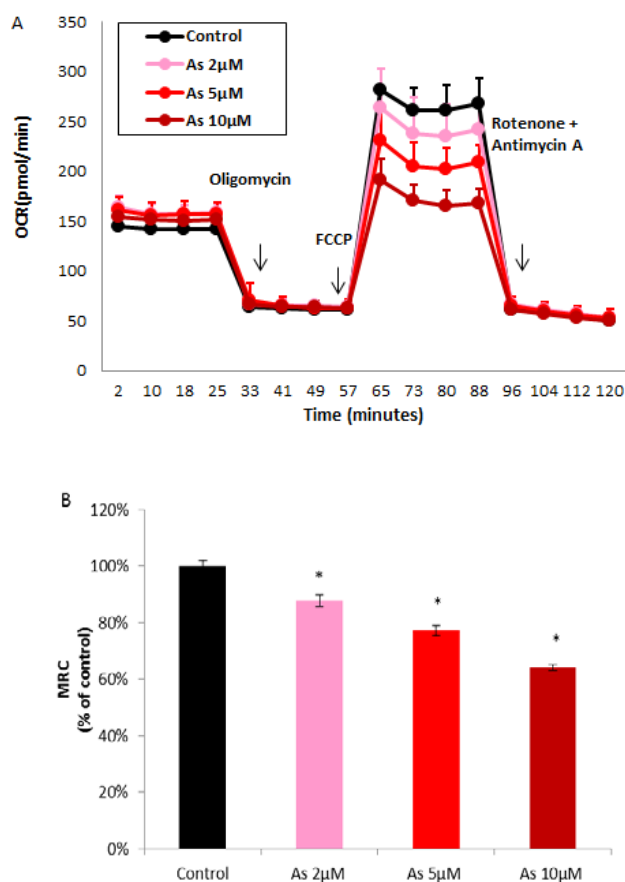 A
Control
As 2µM
As 5µM
As 10µM
Oligomycin
FCCP
Rotenone +
Antimycin A
OCR(pmol/min)
350
300
250
200
150
100
50
0
2 10 18 25 33 41 49 57 65 73 80 88 96 104 112 120
Time (minutes)
B
MRC
(% of control)
120%
100%
80%
60%
40%
20%
0%
*
*
*
Control As 2µM As 5µM As 10µM